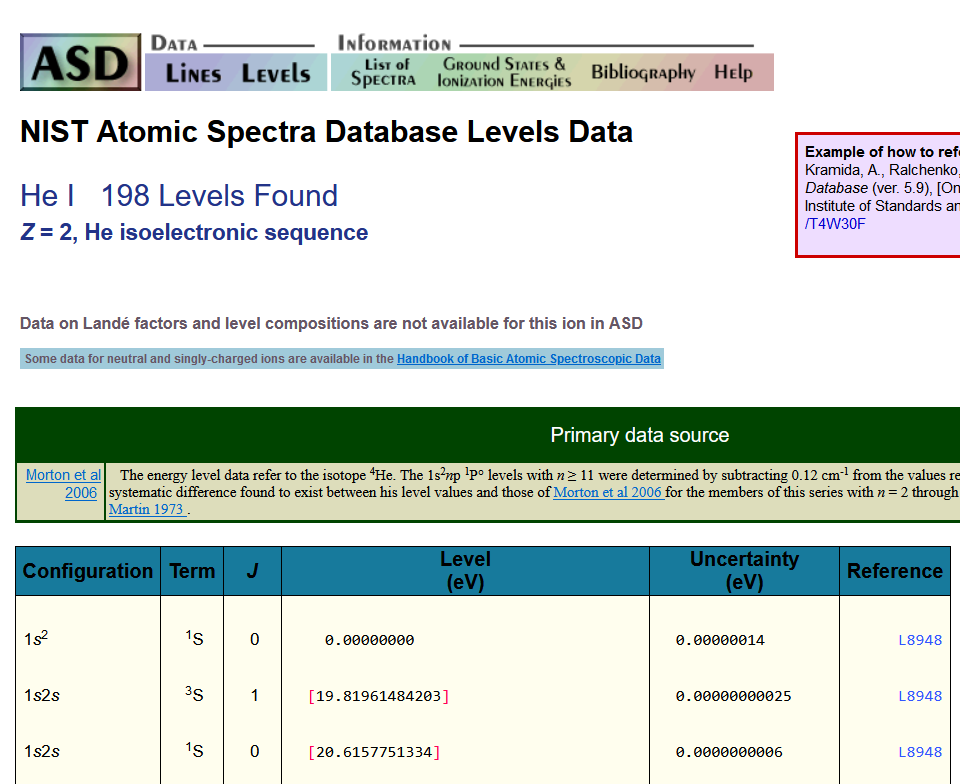 ASD
DATA
LINES LEVELS
INFORMATION
LIST OF SPECTRA
GROUND STATES & IONIZATION ENERGIES
BIBLIOGRAPHY
HELP
NIST Atomic Spectra Database Levels Data
Example of how to refe
Kramida, A., Ralchenko,
Database (ver. 5.9), [On
Institute of Standards an
/T4W30F
He I 198 Levels Found
Z = 2, He isoelectronic sequence
Data on Landé factors and level compositions are not available for this ion in ASD
Some data for neutral and singly-charged ions are available in the Handbook of Basic Atomic Spectroscopic Data
Primary data source
Morton et al 2006
The energy level data refer to the isotope ⁴He. The 1s²np ¹P° levels with n ≥ 11 were determined by subtracting 0.12 cm⁻¹ from the values re
systematic difference found to exist between his level values and those of Morton et al 2006 for the members of this series with n = 2 through
Martin 1973 .
Configuration Term J Level (eV) Uncertainty (eV) Reference
1s² ¹S 0 0.00000000 0.00000014 L8948
1s2s ³S 1 [19.81961484203] 0.00000000025 L8948
1s2s ¹S 0 [20.6157751334] 0.0000000006 L8948